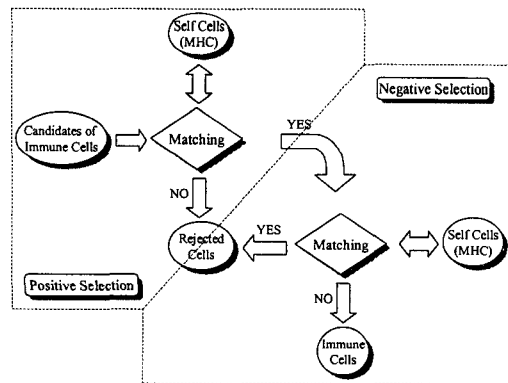 Self Cells
(MHC)
Negative Selection
Candidates of
Immune Cells
Matching
YES
NO
Rejected
Cells
YES
Matching
Self Cells
(MHC)
Positive Selection
NO
Immune
Cells